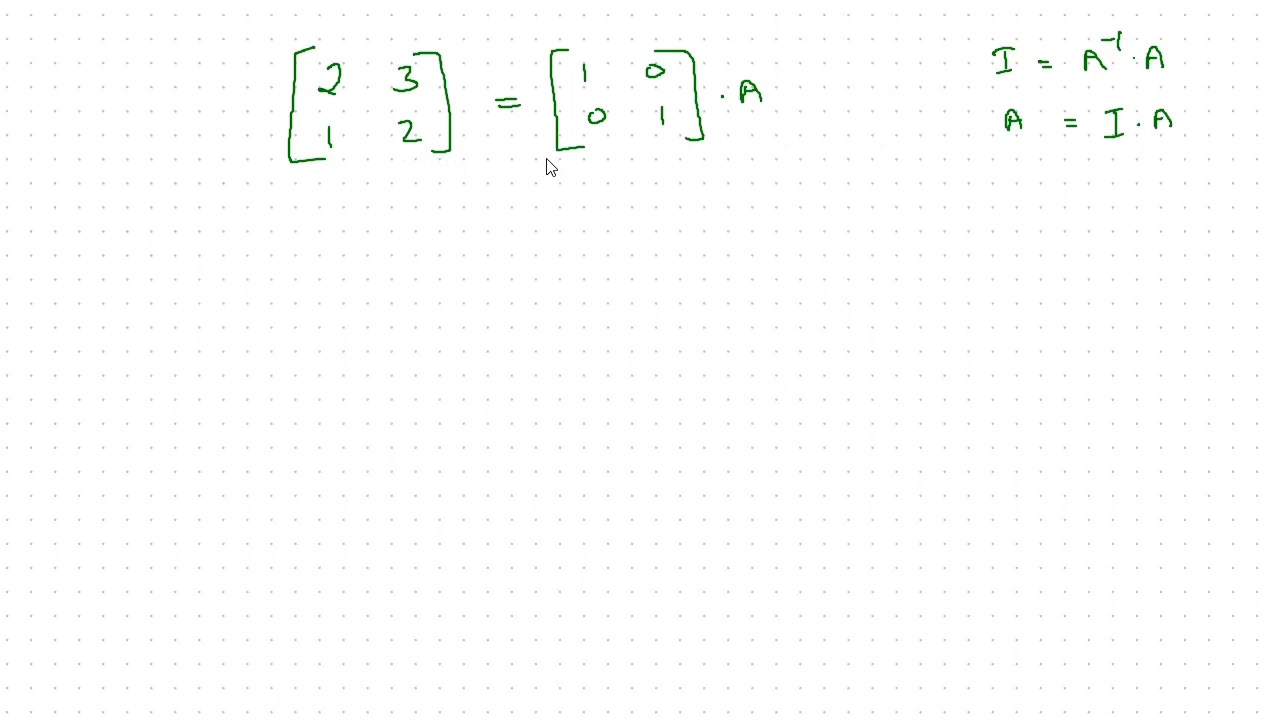 [2 3; 1 2] = [1 0; 0 1] · A
I = A⁻¹ · A
A = I · A